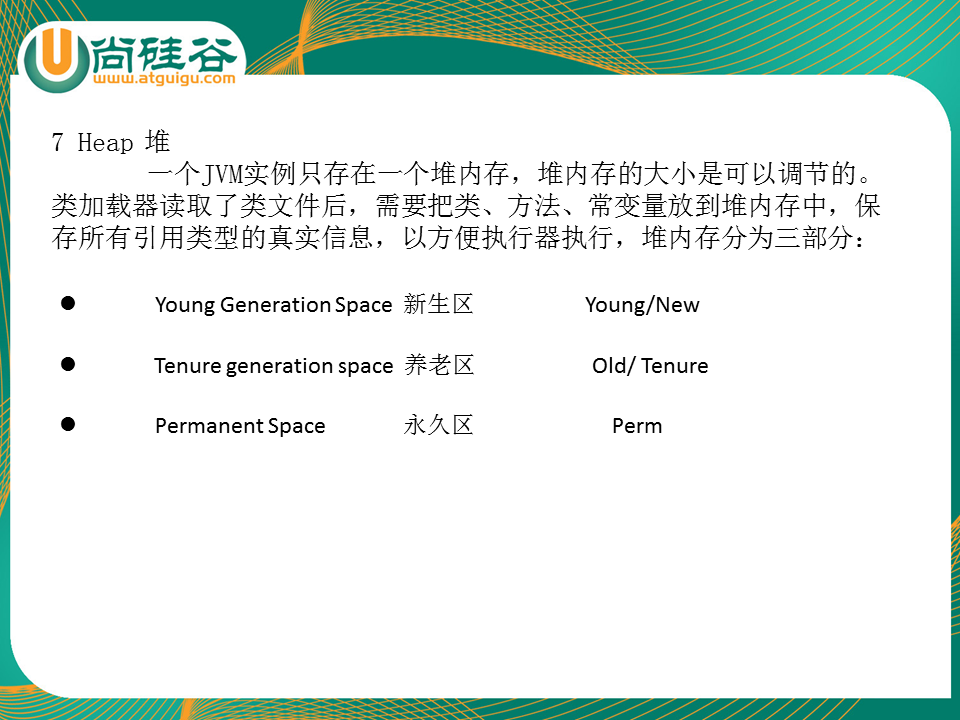 尚硅谷
www.atguigu.com
7 Heap 堆
一个JVM实例只存在一个堆内存，堆内存的大小是可以调节的。
类加载器读取了类文件后，需要把类、方法、常变量放到堆内存中，保
存所有引用类型的真实信息，以方便执行器执行，堆内存分为三部分：
● Young Generation Space 新生区 Young/New
● Tenure generation space 养老区 Old/ Tenure
● Permanent Space 永久区 Perm